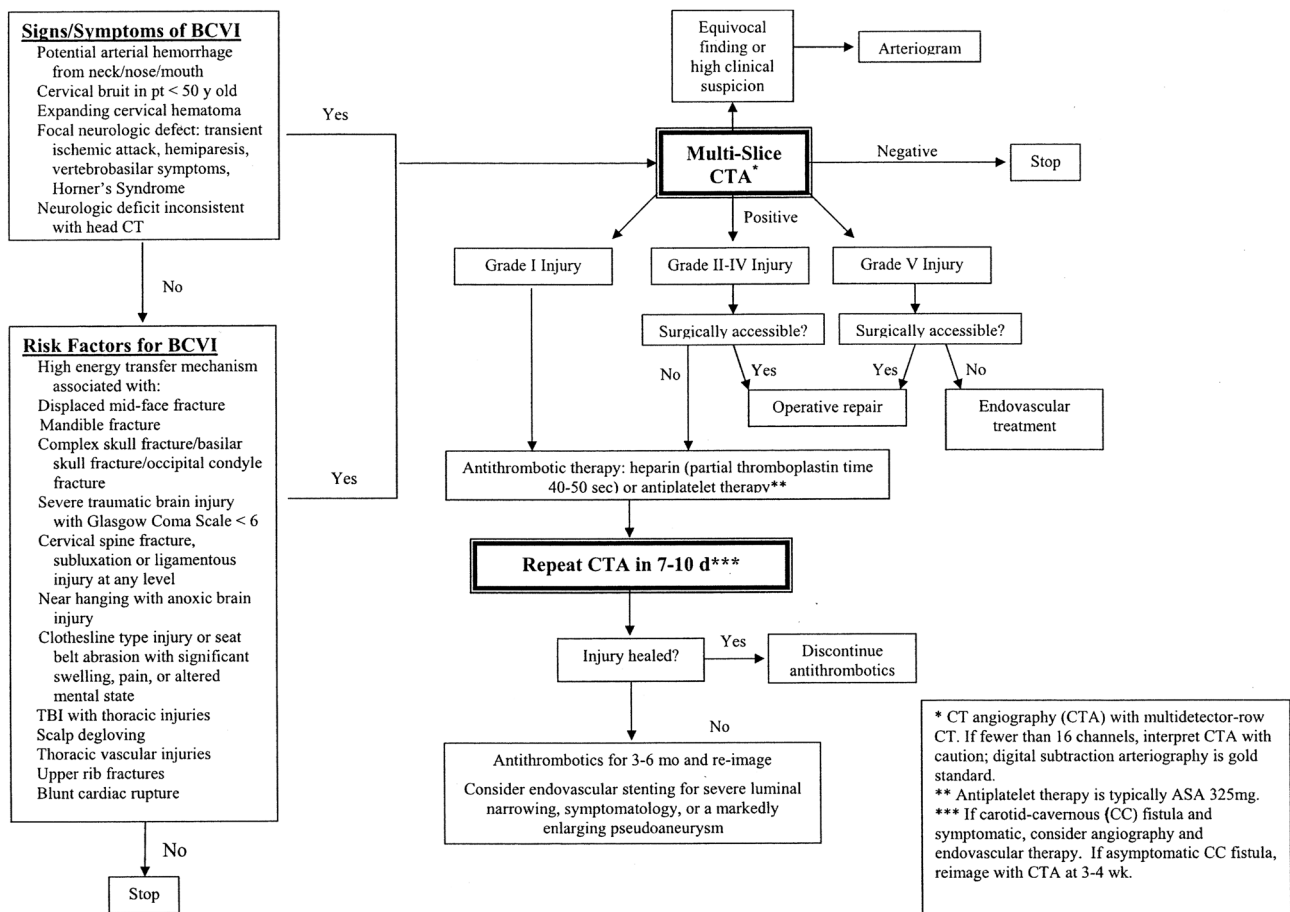 Signs/Symptoms of BCVI
Potential arterial hemorrhage
from neck/nose/mouth
Cervical bruit in pt < 50 y old
Expanding cervical hematoma
Focal neurologic defect: transient
ischemic attack, hemiparesis,
vertebrobasilar symptoms,
Horner's Syndrome
Neurologic deficit inconsistent
with head CT
Yes
No
Risk Factors for BCVI
High energy transfer mechanism
associated with:
Displaced mid-face fracture
Mandible fracture
Complex skull fracture/basilar
skull fracture/occipital condyle
fracture
Severe traumatic brain injury
with Glasgow Coma Scale < 6
Cervical spine fracture,
subluxation or ligamentous
injury at any level
Near hanging with anoxic brain
injury
Clothesline type injury or seat
belt abrasion with significant
swelling, pain, or altered
mental state
TBI with thoracic injuries
Scalp degloving
Thoracic vascular injuries
Upper rib fractures
Blunt cardiac rupture
Yes
No
Stop
Equivocal
finding or
high clinical
suspicion
Arteriogram
Multi-Slice
CTA*
Negative
Stop
Positive
Grade I Injury
Grade II-IV Injury
Grade V Injury
Surgically accessible?
Surgically accessible?
No
Yes
Yes
No
Operative repair
Endovascular
treatment
Antithrombotic therapy: heparin (partial thromboplastin time
40-50 sec) or antiplatelet therapy**
Repeat CTA in 7-10 d***
Injury healed?
Yes
Discontinue
antithrombotics
No
Antithrombotics for 3-6 mo and re-image
Consider endovascular stenting for severe luminal
narrowing, symptomatology, or a markedly
enlarging pseudoaneurysm
* CT angiography (CTA) with multidetector-row
CT. If fewer than 16 channels, interpret CTA with
caution; digital subtraction arteriography is gold
standard.
** Antiplatelet therapy is typically ASA 325mg.
*** If carotid-cavernous (CC) fistula and
symptomatic, consider angiography and
endovascular therapy. If asymptomatic CC fistula,
reimage with CTA at 3-4 wk.